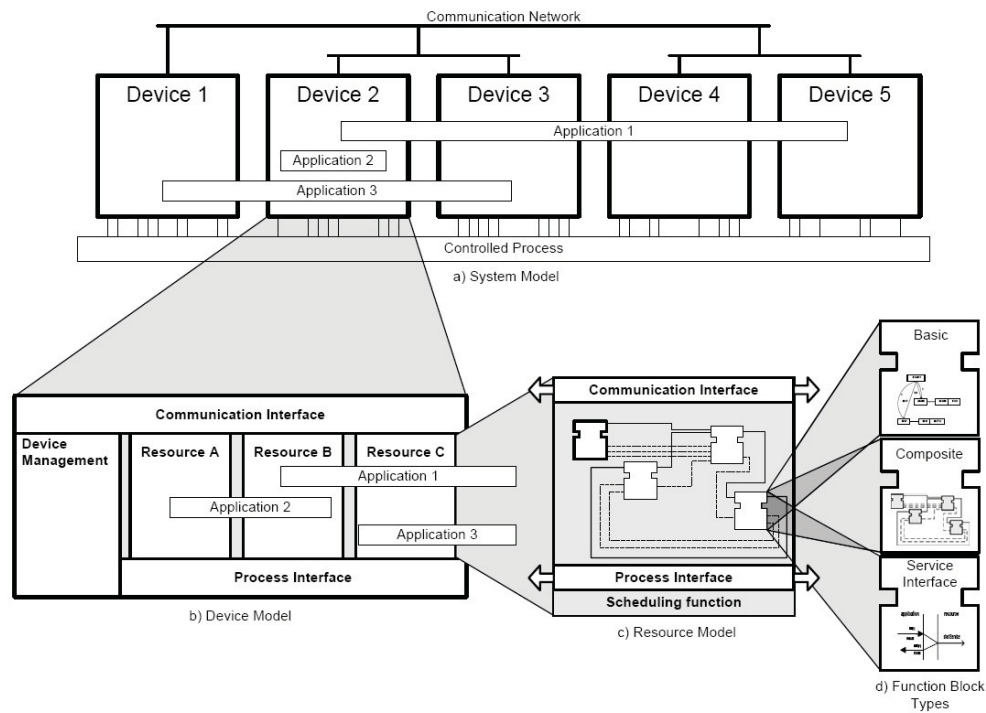 Communication Network
Device 1
Device 2
Device 3
Device 4
Device 5
Application 1
Application 2
Application 3
Controlled Process
a) System Model
Communication Interface
Device
Management
Resource A
Resource B
Resource C
Application 1
Application 2
Application 3
Process Interface
b) Device Model
Communication Interface
Process Interface
Scheduling function
c) Resource Model
Basic
Composite
Service
Interface
application
resource
d) Function Block
Types